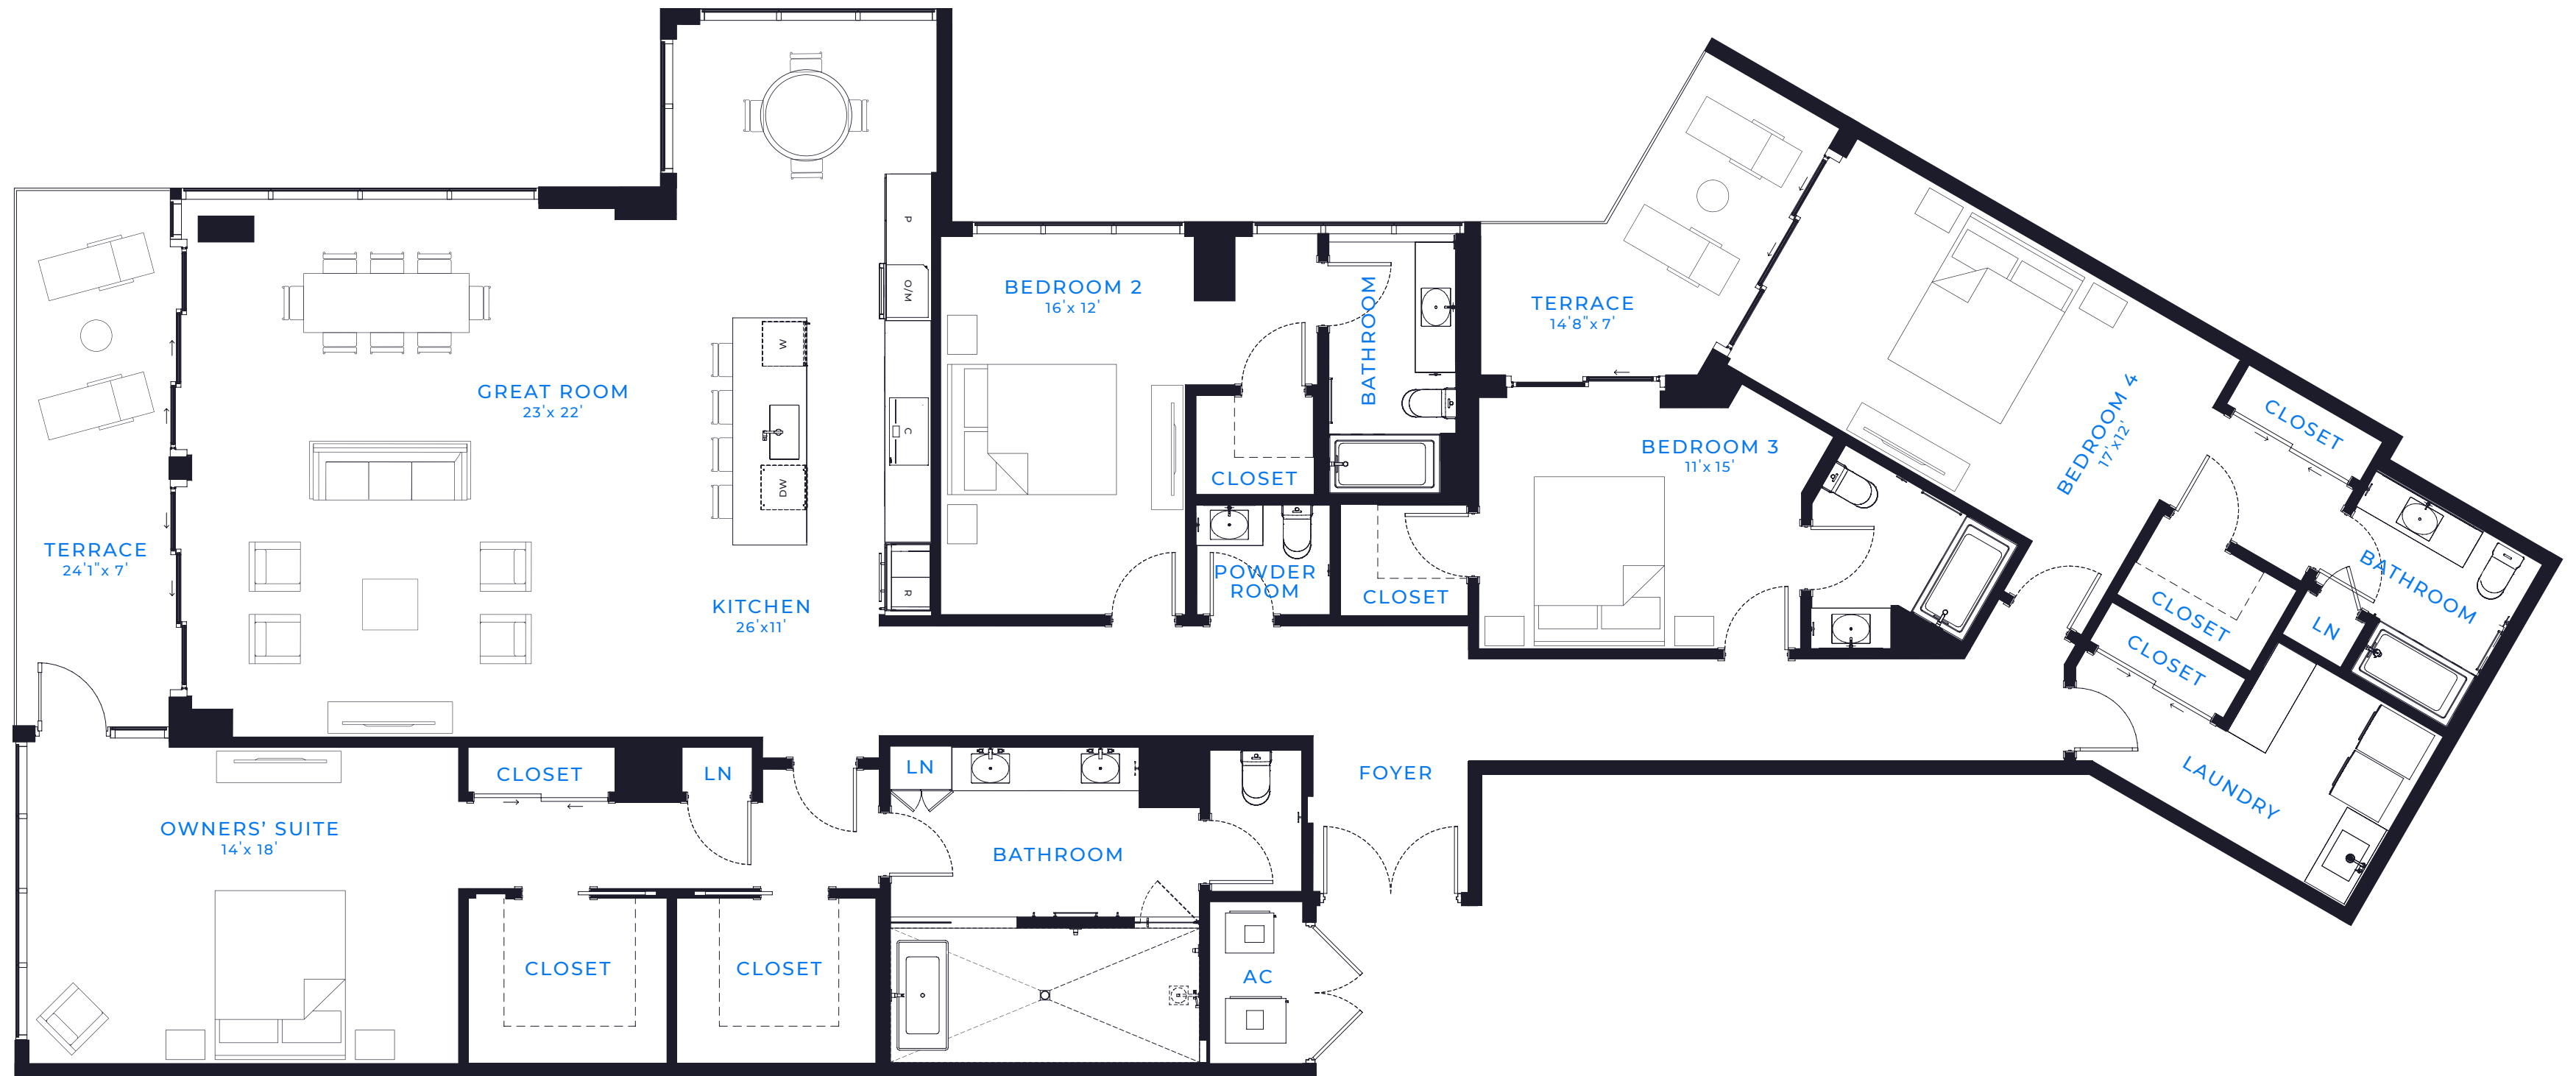 P
O/M
C
R
W
DW
GREAT ROOM
23'x 22'
TERRACE
24'1"x 7'
KITCHEN
26'x11'
BEDROOM 2
16'x 12'
BATHROOM
CLOSET
POWDER
ROOM
CLOSET
TERRACE
14'8"x 7'
BEDROOM 3
11'x 15'
BEDROOM 4
17'x12'
CLOSET
BATHROOM
CLOSET
LN
CLOSET
LAUNDRY
OWNERS’ SUITE
14'x 18'
CLOSET
LN
LN
BATHROOM
FOYER
CLOSET
CLOSET
AC